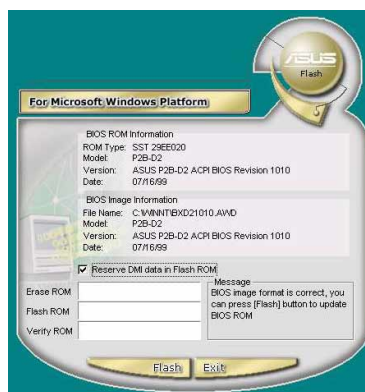 ASUS
Flash
For Microsoft Windows Platform
BIOS ROM Information
ROM Type: SST 29EE020
Model: P2B-D2
Version: ASUS P2B-D2 ACPI BIOS Revision 1010
Date: 07/16/99
BIOS Image Information
File Name: C:\WINNT\BXD21010.AWD
Model: P2B-D2
Version: ASUS P2B-D2 ACPI BIOS Revision 1010
Date: 07/16/99
Reserve DMI data in Flash ROM
Erase ROM
Flash ROM
Verify ROM
Message
BIOS image format is correct, you
can press [Flash] button to update
BIOS ROM
Flash Exit